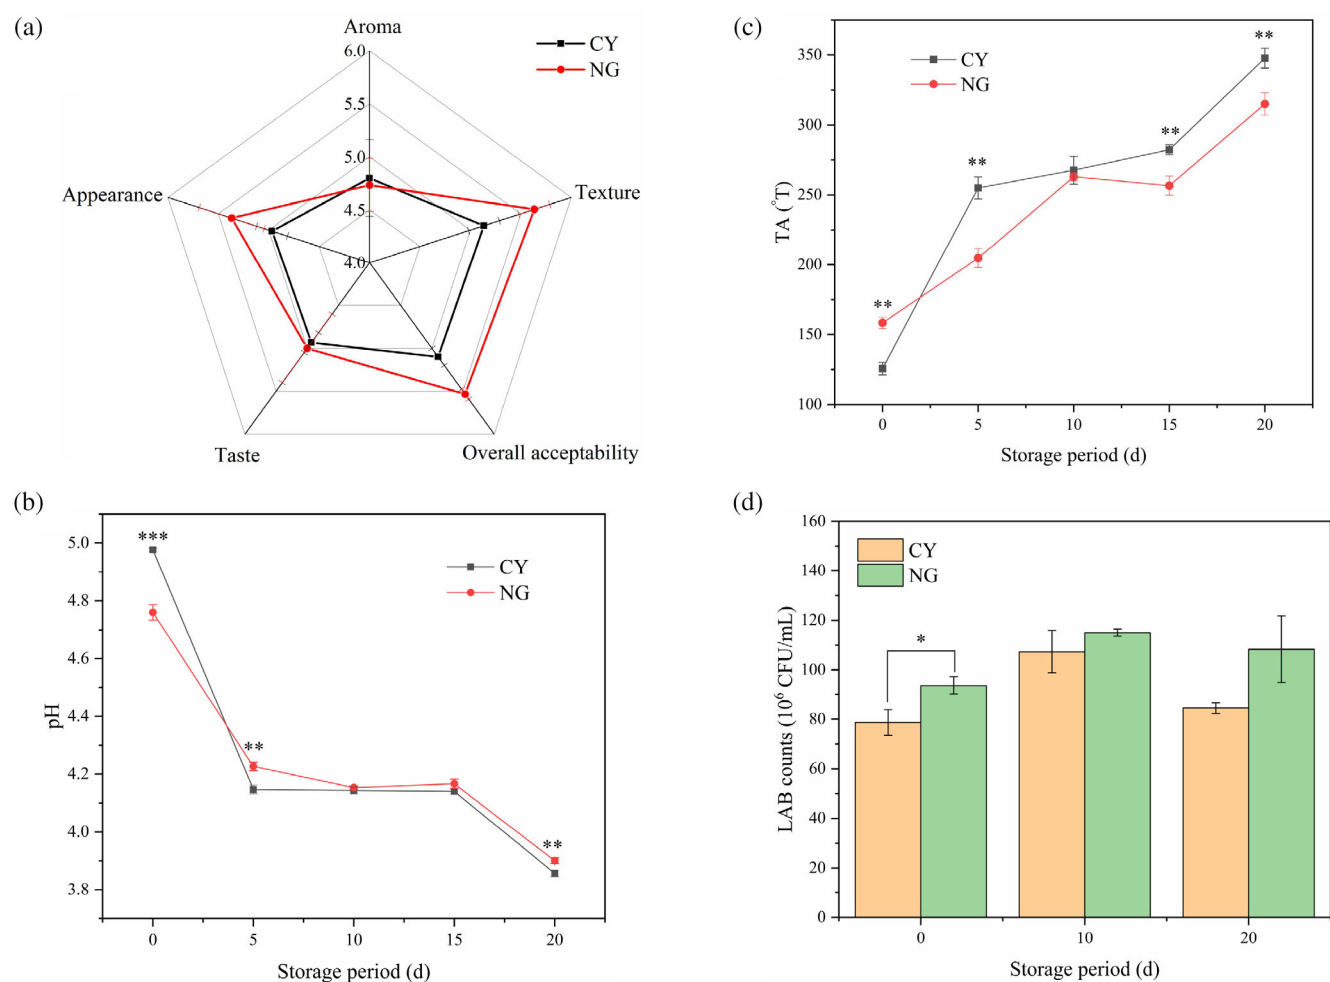 (a)
Aroma
6.0
5.5
5.0
4.5
4.0
CY
NG
Appearance
Texture
Taste
Overall acceptability
(c)
CY
NG
TA (°T)
350
300
250
200
150
100
**
**
**
**
0
5
10
15
20
Storage period (d)
(b)
pH
5.0
4.8
4.6
4.4
4.2
4.0
3.8
***
**
**
CY
NG
0
5
10
15
20
Storage period (d)
(d)
LAB counts (10⁶ CFU/mL)
160
140
120
100
80
60
40
20
0
CY
NG
*
0
10
20
Storage period (d)